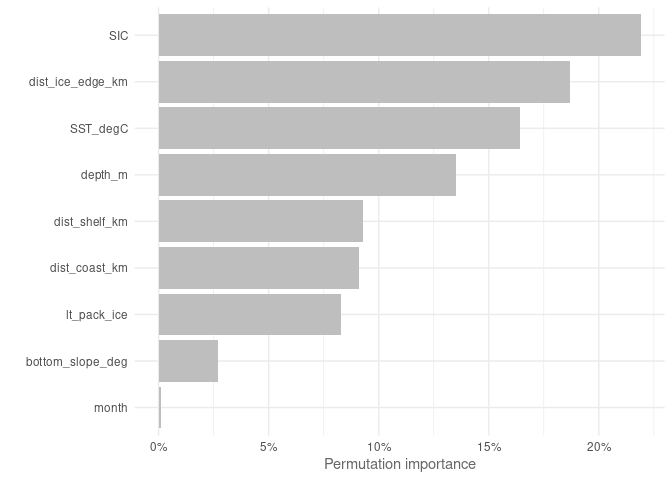 SIC
dist_ice_edge_km
SST_degC
depth_m
dist_shelf_km
dist_coast_km
lt_pack_ice
bottom_slope_deg
month
0% 5% 10% 15% 20%
Permutation importance